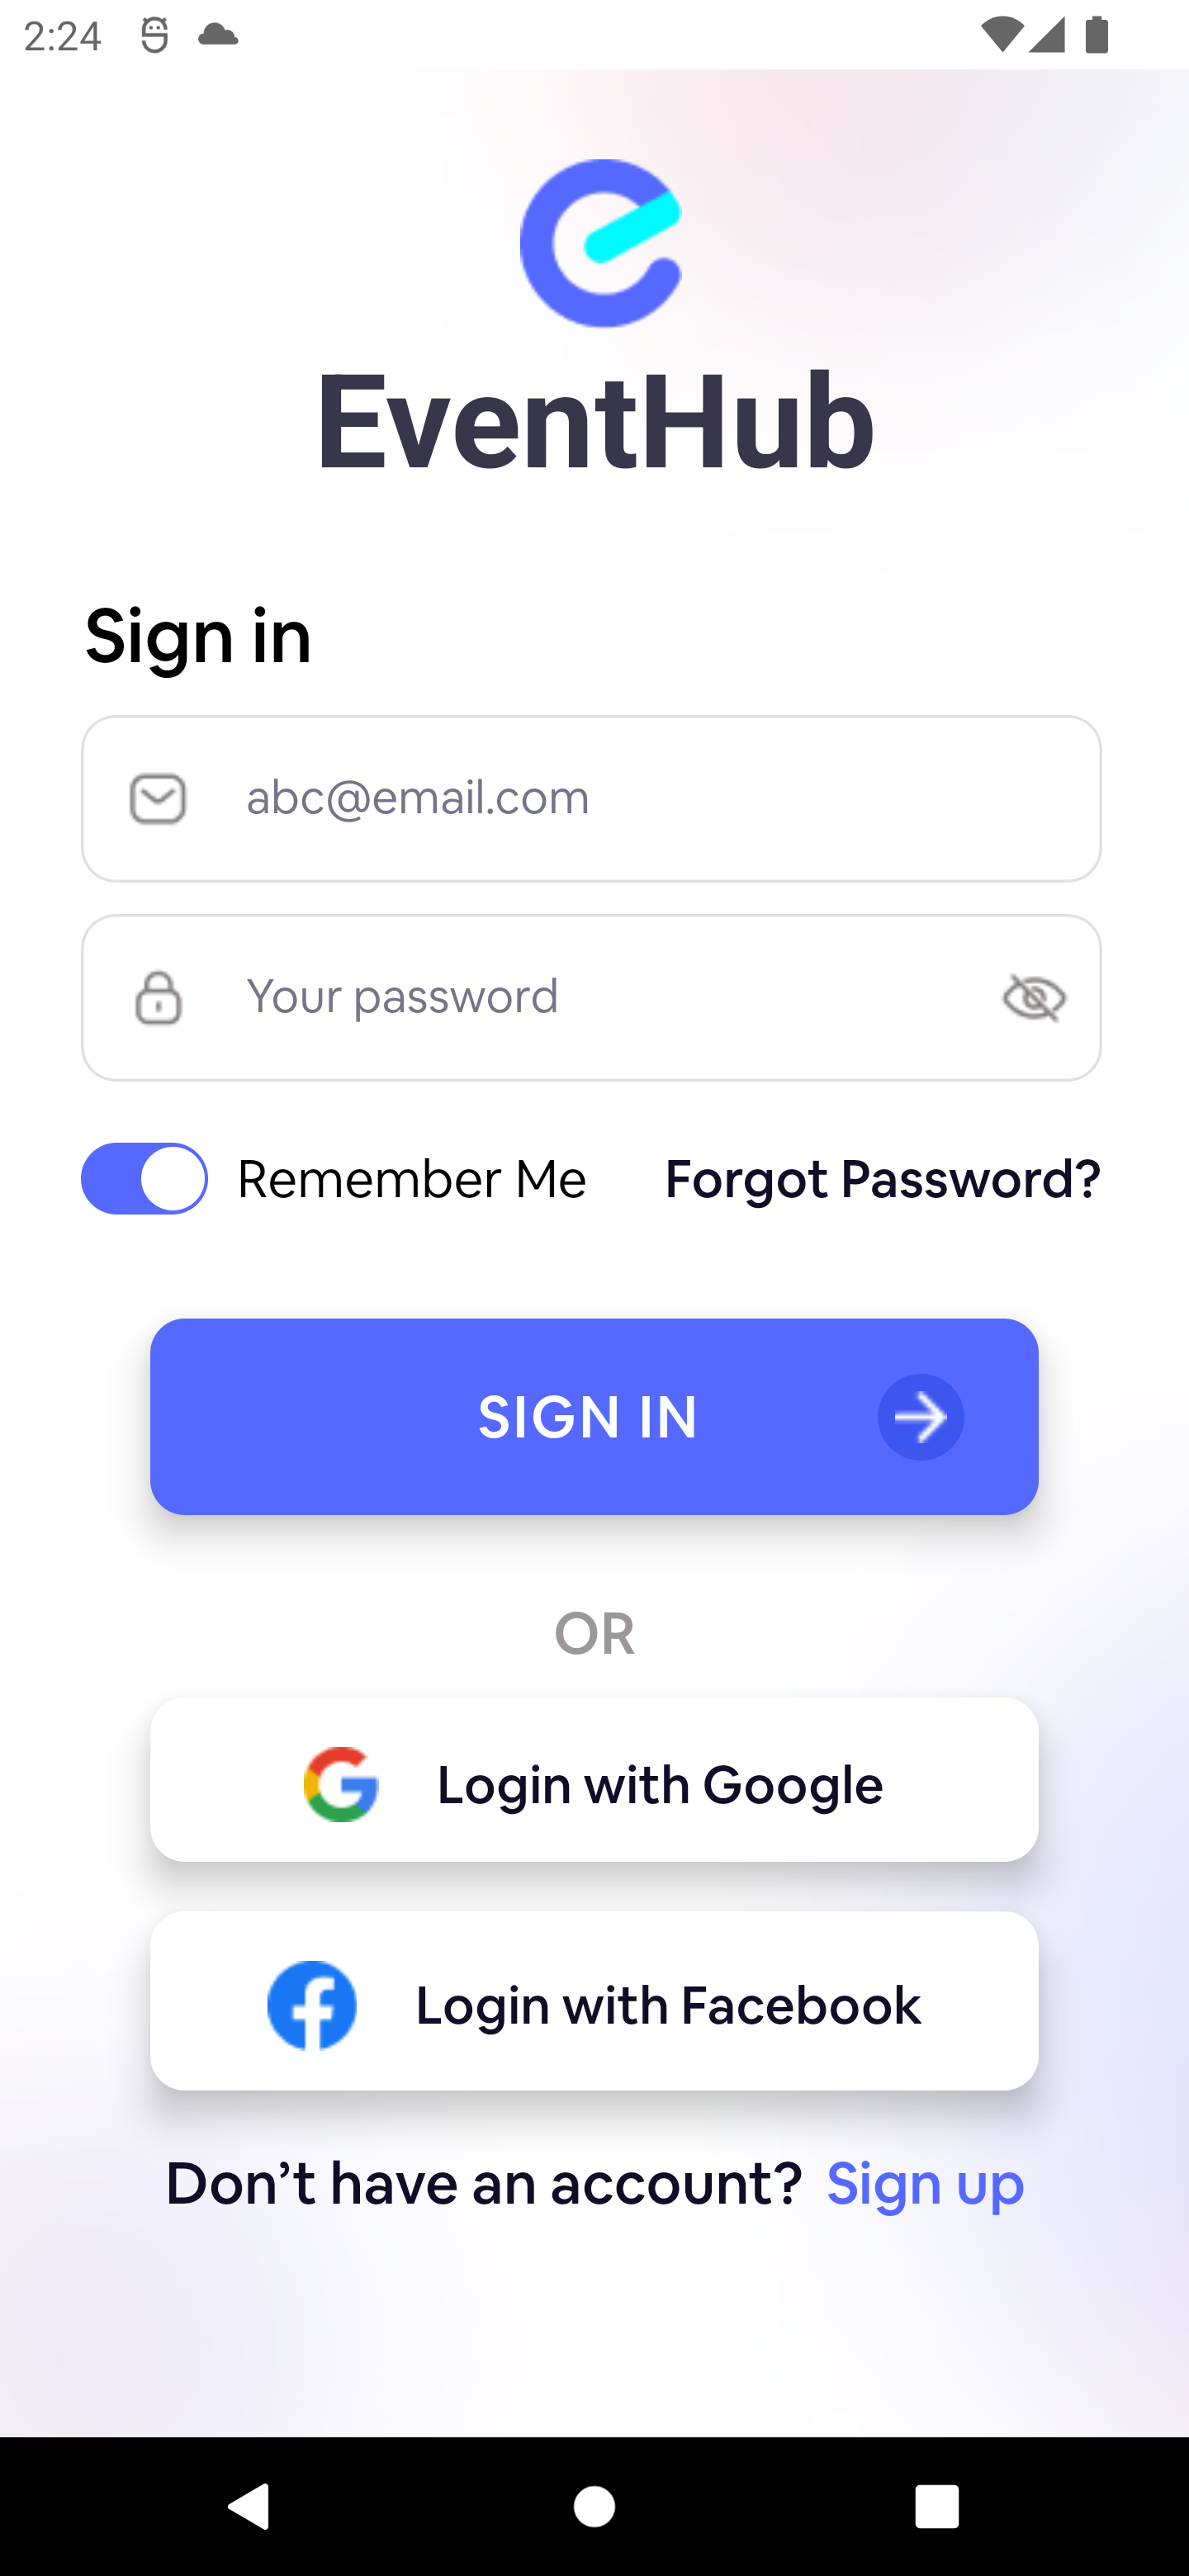 2:24
EventHub
Sign in
abc@email.com
Your password
Remember Me Forgot Password?
SIGN IN
OR
Login with Google
Login with Facebook
Don’t have an account? Sign up